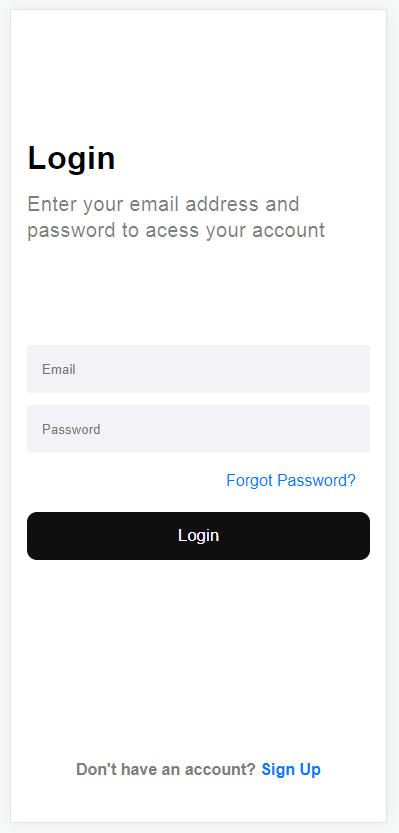 Login
Enter your email address and
password to acess your account
Email
Password
Forgot Password?
Login
Don't have an account? Sign Up